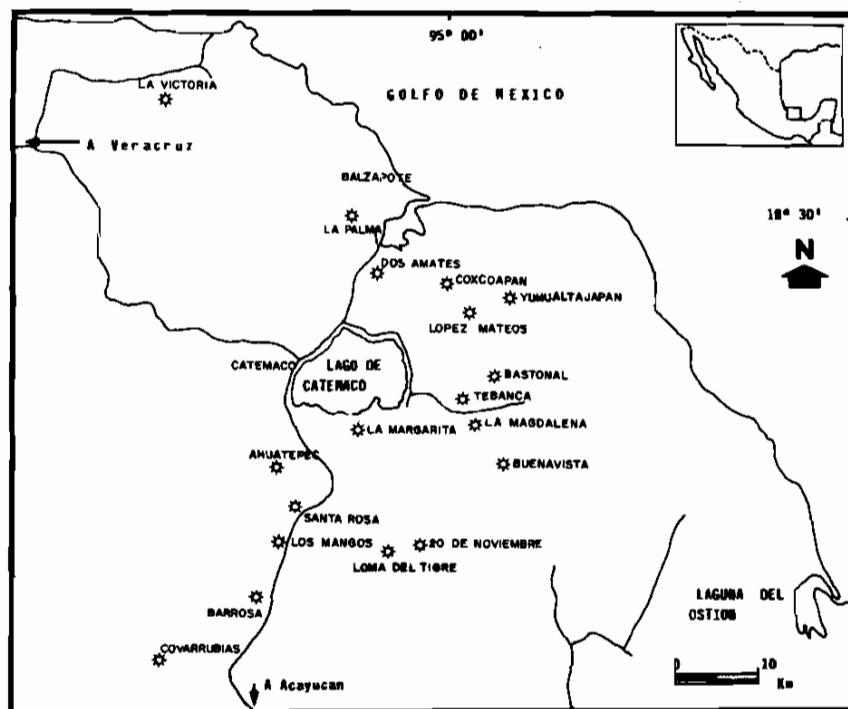 95° 00'
LA VICTORIA
GOLFO DE MEXICO
A Veracruz
BALZAPOTE
18° 30'
LA PALMA
N
DOS AMATES
COXCOAPAN
YUMUALTAJAPAN
LOPEZ MATEOS
CATEMACO
LAGO DE
CATEMACO
BASTONAL
TEBANCA
LA MARGARITA
LA MAGDALENA
AHUATEPEC
BUENAVISTA
SANTA ROSA
LOS MANGOS
20 DE NOVIEMBRE
LOMA DEL TIGRE
LAGUNA DEL
OSTION
BARROSA
COVARRUBIAS
0 10
Km
A Acayucan